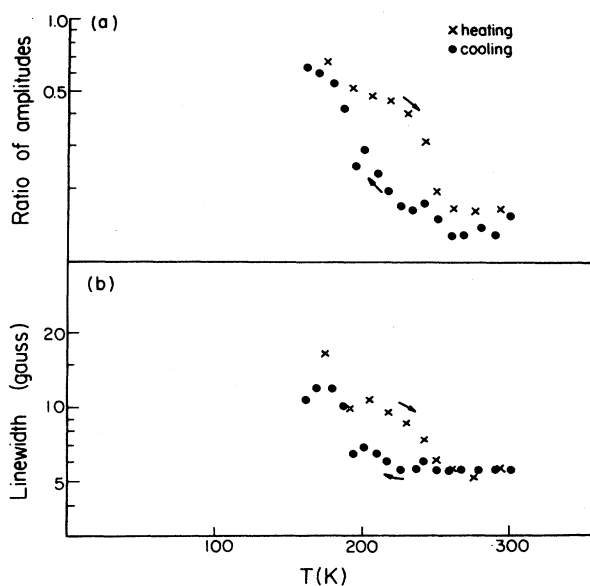 (a)
× heating
● cooling
1.0
0.5
Ratio of amplitudes
(b)
20
10
5
Linewidth (gauss)
100
200
300
T(K)